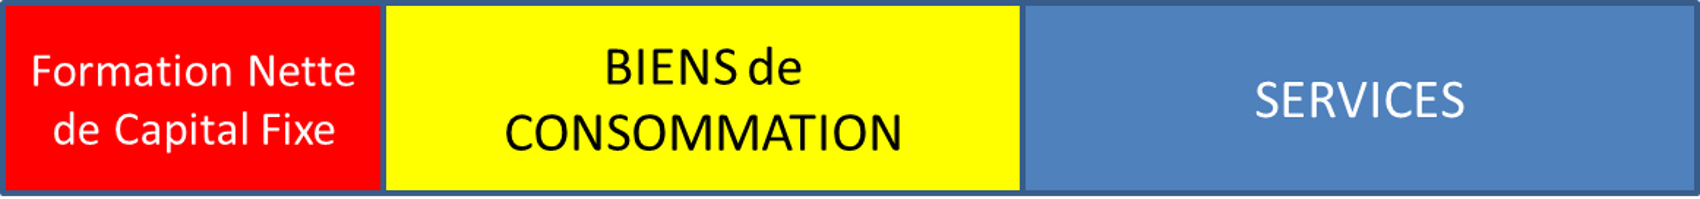 Formation Nette
de Capital Fixe
BIENS de
CONSOMMATION
SERVICES